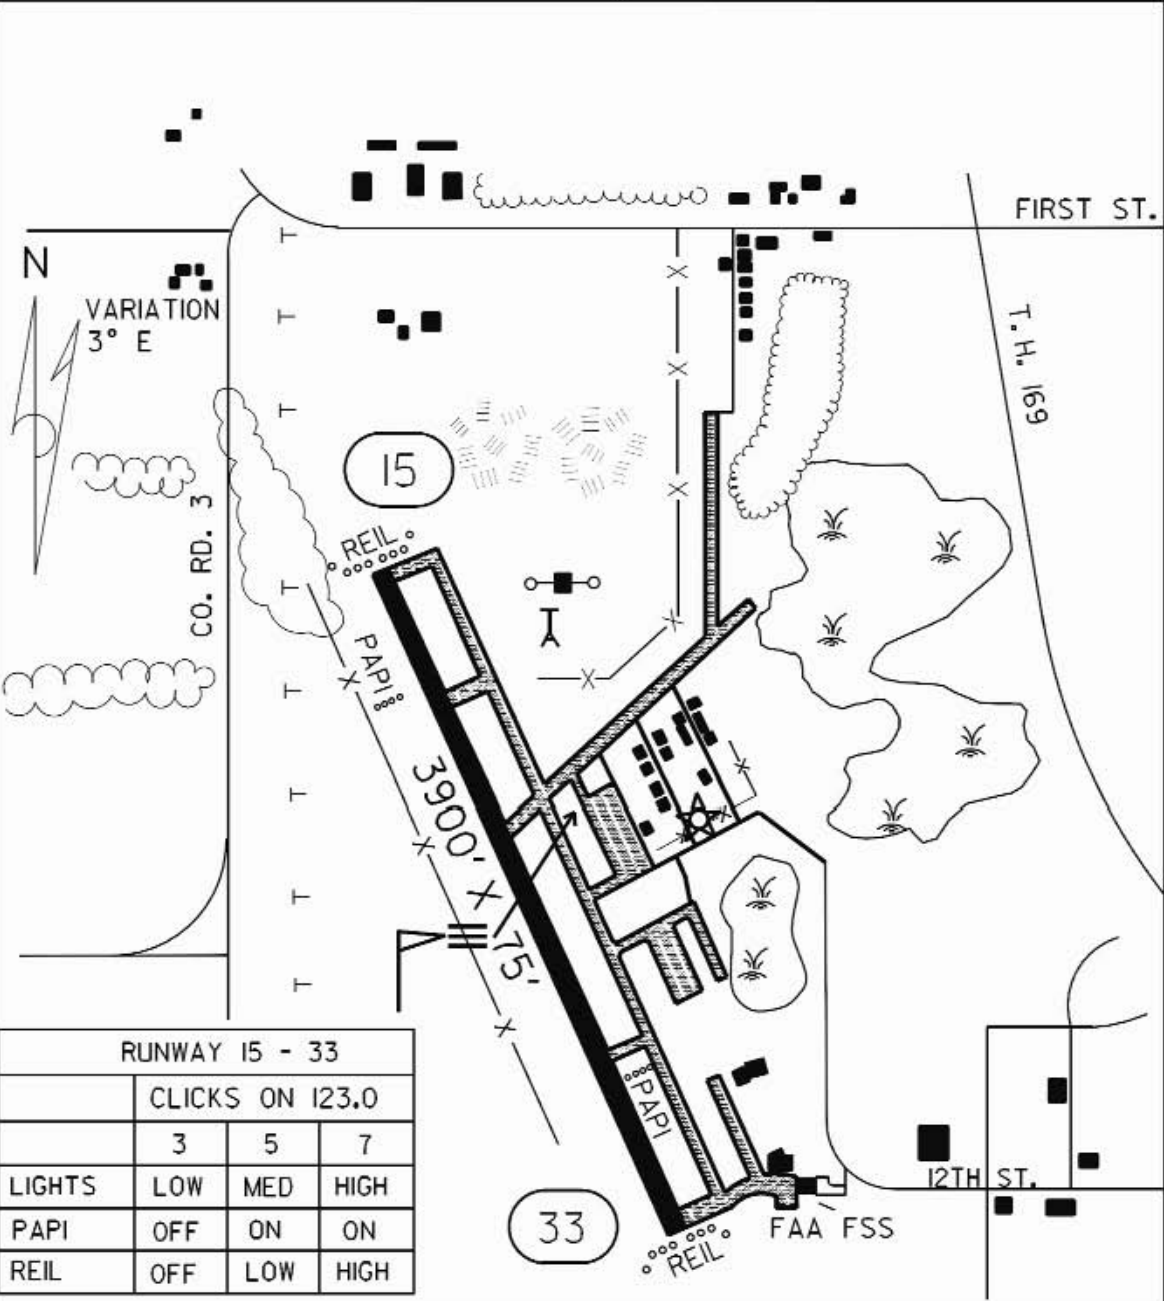 FIRST ST.
N
VARIATION
3° E
T. H. 169
15
CO. RD. 3
REIL
PAPI
3900' X 75'
RUNWAY 15 - 33
CLICKS ON 123.0
3 5 7
LIGHTS LOW MED HIGH
PAPI OFF ON ON
REIL OFF LOW HIGH
PAPI
12TH ST.
33
FAA FSS
REIL